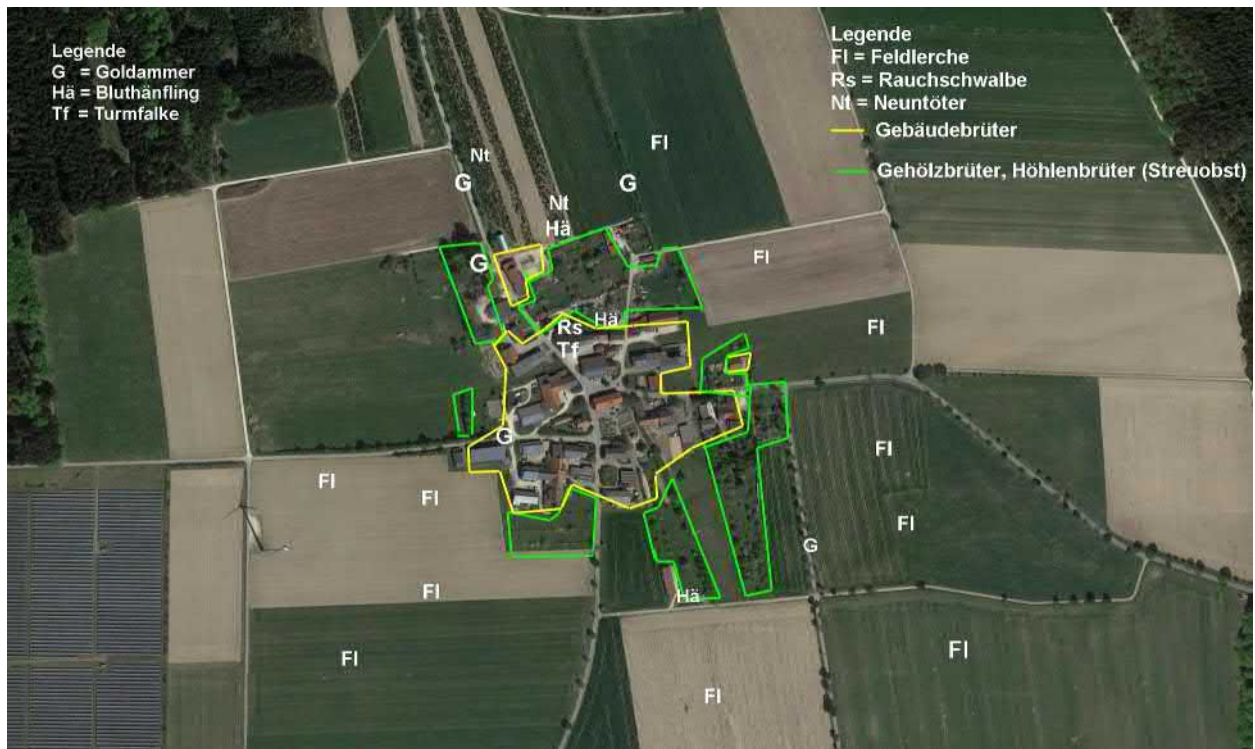 Legende
G = Goldammer
Hä = Bluthänfling
Tf = Turmfalke
Legende
Fl = Feldlerche
Rs = Rauchschwalbe
Nt = Neuntöter
Gebäudebrüter
Gehölzbrüter, Höhlenbrüter (Streuobst)
Fl
Nt
G
G
Nt
Hä
Fl
G
Rs
Hä
Fl
Tf
G
Fl
Fl
Fl
Fl
G
Fl
Hä
Fl
Fl
Fl